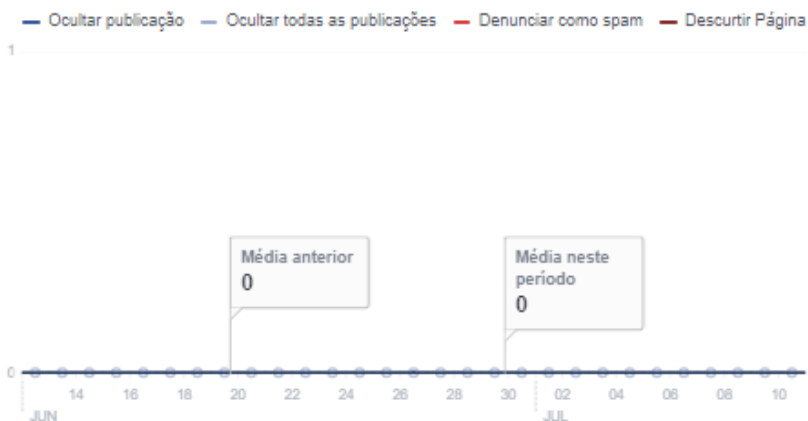 Ocultar publicação Ocultar todas as publicações Denunciar como spam Descurtir Página
1
Média anterior
0
Média neste
período
0
0
14 16 18 20 22 24 26 28 30 02 04 06 08 10
JUN JUL